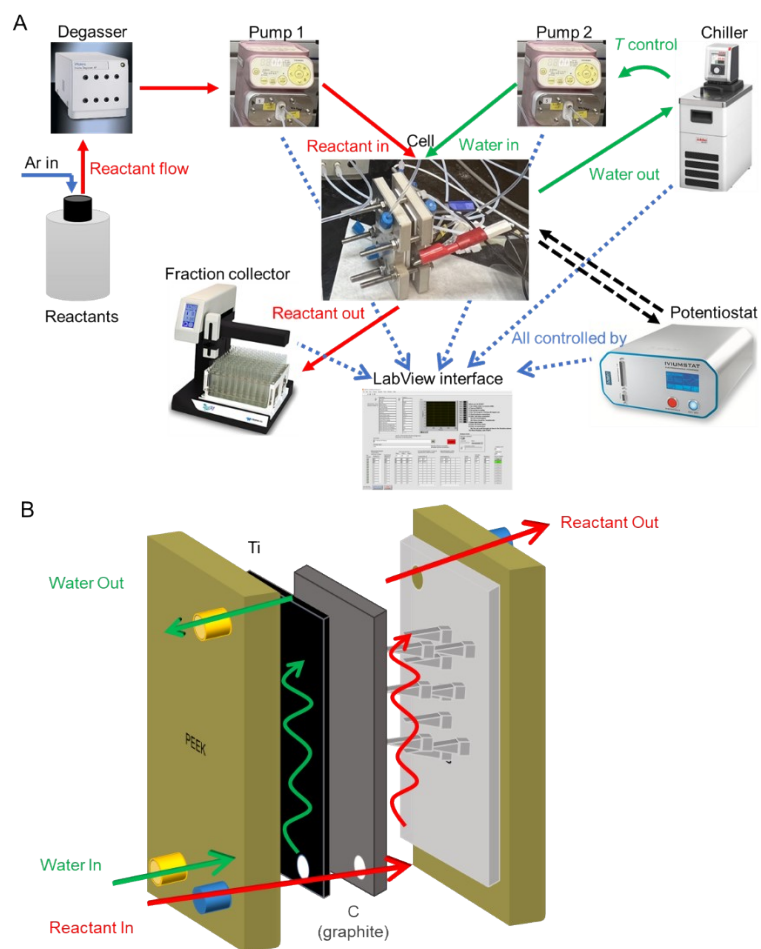 A
Degasser
Pump 1
Pump 2
Chiller
T control
Ar in
Reactant flow
Reactant in
Water in
Cell
Water out
Reactants
Fraction collector
Reactant out
Potentiostat
All controlled by
IVIUMSTAT
LabView interface
B
Reactant Out
Ti
Water Out
PEEK
Water In
Reactant In
C
(graphite)